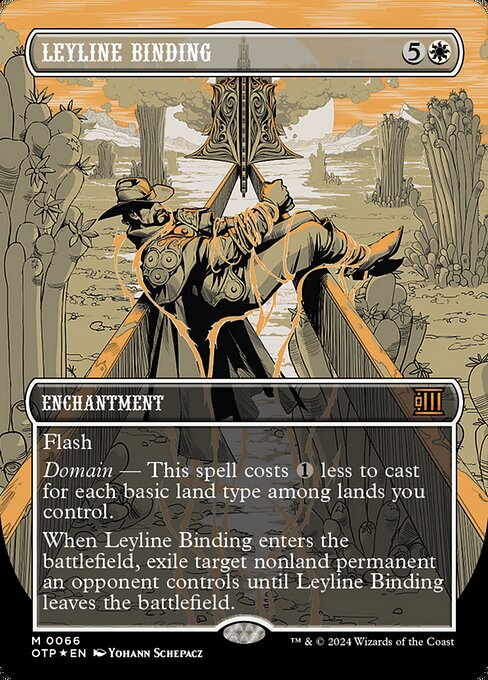 LEYLINE BINDING 5
ENCHANTMENT
Flash
Domain — This spell costs 1 less to cast
for each basic land type among lands you
control.
When Leyline Binding enters the
battlefield, exile target nonland permanent
an opponent controls until Leyline Binding
leaves the battlefield.
M 0066
OTP★EN YOHANN SCHEPACZ
™ & © 2024 Wizards of the Coast